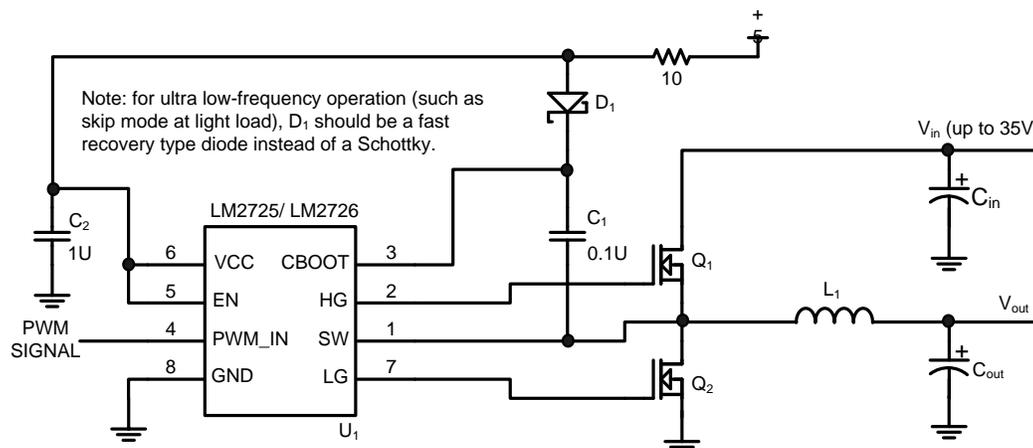 +
5
10
Note: for ultra low-frequency operation (such as
skip mode at light load), D1 should be a fast
recovery type diode instead of a Schottky.
D1
Vin (up to 35V
LM2725/ LM2726
C2
1U
C1
0.1U
+
Cin
6
VCC
CBOOT
3
5
EN
HG
2
Q1
PWM
SIGNAL
4
PWM_IN
SW
1
L1
Vout
8
GND
LG
7
Q2
+
Cout
U1